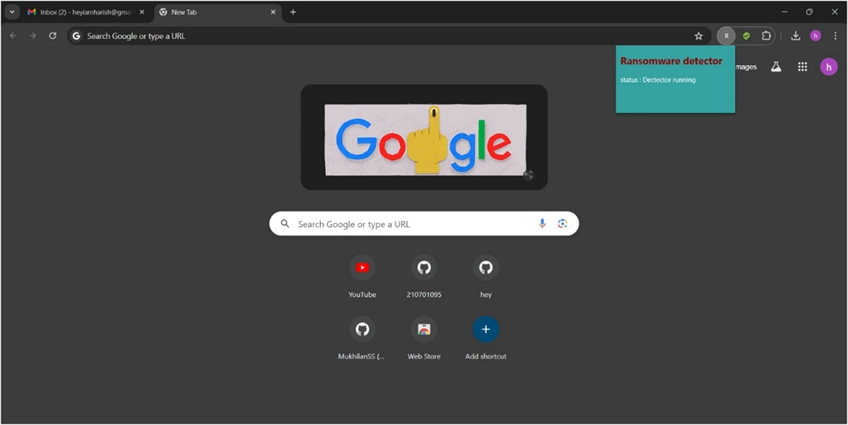 Inbox (2) - heyiamharish@gma
New Tab
Search Google or type a URL
R
h
Ransomware detector
status : Dectector running
mages
h
Google
Search Google or type a URL
YouTube
210701095
hey
MukhilanSS (...
Web Store
Add shortcut